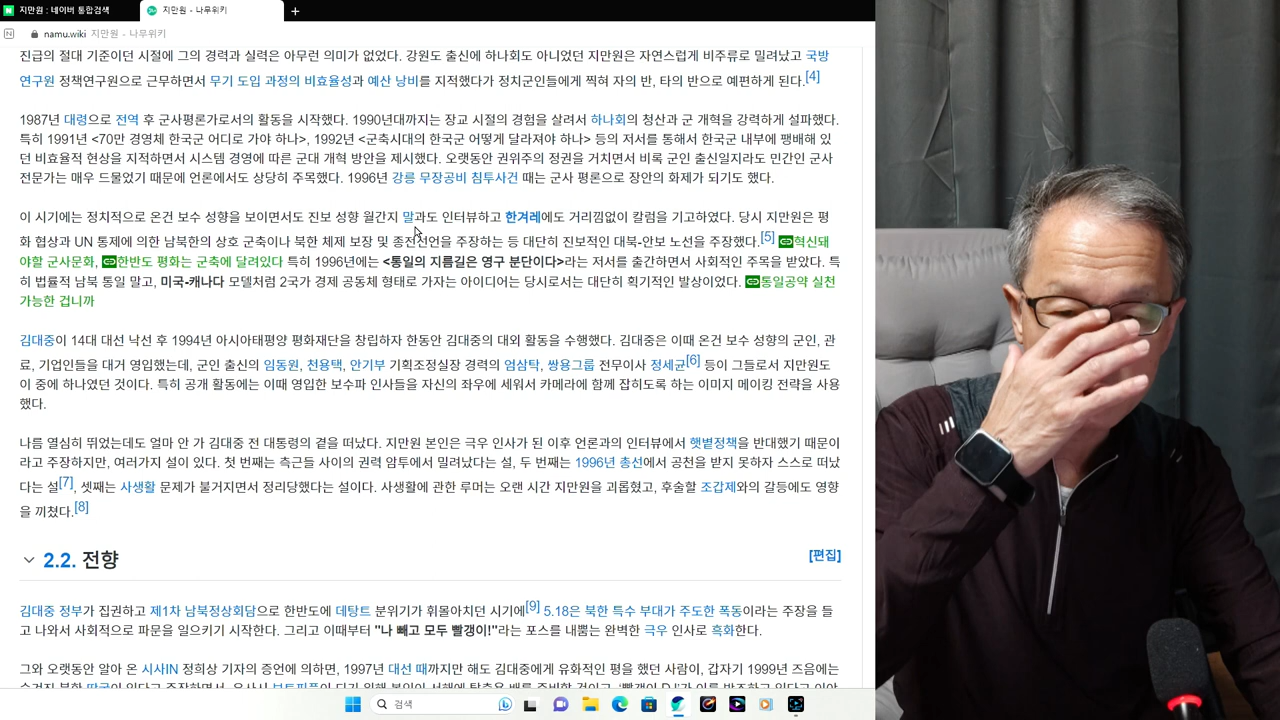 지만원 : 네이버 통합검색
지만원 - 나무위키
namu.wiki 지만원 - 나무위키
진급의 절대 기준이던 시절에 그의 경력과 실력은 아무런 의미가 없었다. 강원도 출신에 하나회도 아니었던 지만원은 자연스럽게 비주류로 밀려났고 국방
연구원 정책연구원으로 근무하면서 무기 도입 과정의 비효율성과 예산 낭비를 지적했다가 정치군인들에게 찍혀 자의 반, 타의 반으로 예편하게 된다.[4]
1987년 대령으로 전역 후 군사평론가로서의 활동을 시작했다. 1990년대까지는 장교 시절의 경험을 살려서 하나회의 청산과 군 개혁을 강력하게 설파했다.
특히 1991년 <70만 경영체 한국군 어디로 가야 하나>, 1992년 <군축시대의 한국군 어떻게 달라져야 하나> 등의 저서를 통해서 한국군 내부에 팽배해 있
던 비효율적 현상을 지적하면서 시스템 경영에 따른 군대 개혁 방안을 제시했다. 오랫동안 권위주의 정권을 거치면서 비록 군인 출신일지라도 민간인 군사
전문가는 매우 드물었기 때문에 언론에서도 상당히 주목했다. 1996년 강릉 무장공비 침투사건 때는 군사 평론으로 장안의 화제가 되기도 했다.
이 시기에는 정치적으로 온건 보수 성향을 보이면서도 진보 성향 월간지 말과도 인터뷰하고 한겨레에도 거리낌없이 칼럼을 기고하였다. 당시 지만원은 평
화 협상과 UN 통제에 의한 남북한의 상호 군축이나 북한 체제 보장 및 종전선언을 주장하는 등 대단히 진보적인 대북-안보 노선을 주장했다.[5] 혁신돼
야할 군사문화, 한반도 평화는 군축에 달려있다 특히 1996년에는 <통일의 지름길은 영구 분단이다>라는 저서를 출간하면서 사회적인 주목을 받았다. 특
히 법률적 남북 통일 말고, 미국-캐나다 모델처럼 2국가 경제 공동체 형태로 가자는 아이디어는 당시로서는 대단히 획기적인 발상이었다. 통일공약 실천
가능한 겁니까
김대중이 14대 대선 낙선 후 1994년 아시아태평양 평화재단을 창립하자 한동안 김대중의 대외 활동을 수행했다. 김대중은 이때 온건 보수 성향의 군인, 관
료, 기업인들을 대거 영입했는데, 군인 출신의 임동원, 천용택, 안기부 기획조정실장 경력의 엄삼탁, 쌍용그룹 전무이사 정세균[6] 등이 그들로서 지만원도
이 중에 하나였던 것이다. 특히 공개 활동에는 이때 영입한 보수파 인사들을 자신의 좌우에 세워서 카메라에 함께 잡히도록 하는 이미지 메이킹 전략을 사용
했다.
나름 열심히 뛰었는데도 얼마 안 가 김대중 전 대통령의 곁을 떠났다. 지만원 본인은 극우 인사가 된 이후 언론과의 인터뷰에서 햇볕정책을 반대했기 때문이
라고 주장하지만, 여러가지 설이 있다. 첫 번째는 측근들 사이의 권력 암투에서 밀려났다는 설, 두 번째는 1996년 총선에서 공천을 받지 못하자 스스로 떠났
다는 설[7], 셋째는 사생활 문제가 불거지면서 정리당했다는 설이다. 사생활에 관한 루머는 오랜 시간 지만원을 괴롭혔고, 후술할 조갑제와의 갈등에도 영향
을 끼쳤다.[8]
2.2. 전향
[편집]
김대중 정부가 집권하고 제1차 남북정상회담으로 한반도에 데탕트 분위기가 휘몰아치던 시기에[9] 5.18은 북한 특수 부대가 주도한 폭동이라는 주장을 들
고 나와서 사회적으로 파문을 일으키기 시작한다. 그리고 이때부터 "나 빼고 모두 빨갱이!"라는 포스를 내뿜는 완벽한 극우 인사로 흑화한다.
그와 오랫동안 알아 온 시사IN 정희상 기자의 증언에 의하면, 1997년 대선 때까지만 해도 김대중에게 유화적인 평을 했던 사람이, 갑자기 1999년 즈음에는
검색